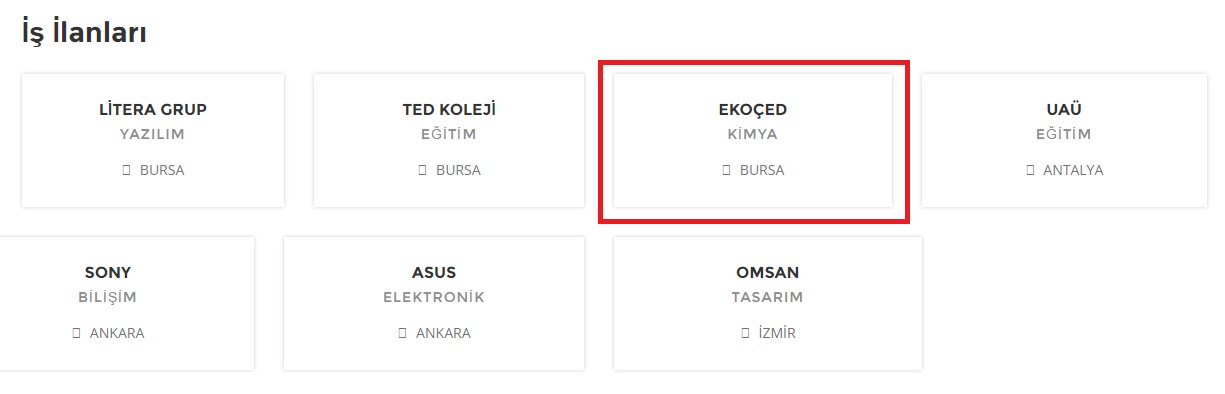 İş İlanları
LİTERA GRUP
YAZILIM
BURSA
TED KOLEJİ
EĞİTİM
BURSA
EKOÇED
KİMYA
BURSA
UAÜ
EĞİTİM
ANTALYA
SONY
BİLİŞİM
ANKARA
ASUS
ELEKTRONİK
ANKARA
OMSAN
TASARIM
İZMİR